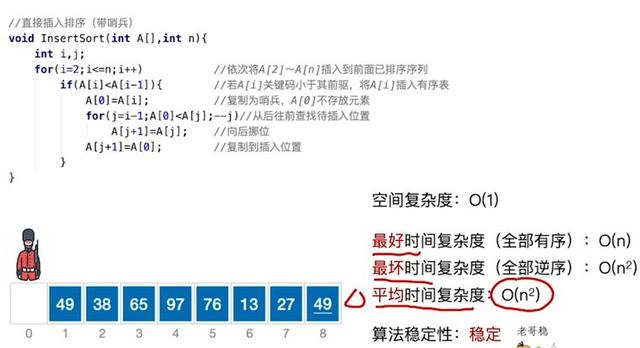 //直接插入排序（带哨兵）
void InsertSort(int A[],int n){
int i,j;
for(i=2;i<=n;i++) //依次将A[2]～A[n]插入到前面已排序序列
if(A[i]<A[i-1]){ //若A[i]关键码小于其前驱，将A[i]插入有序表
A[0]=A[i]; //复制为哨兵，A[0]不存放元素
for(j=i-1;A[0]<A[j];--j)//从后往前查找待插入位置
A[j+1]=A[j]; //向后挪位
A[j+1]=A[0]; //复制到插入位置
}
}
空间复杂度：O(1)
最好时间复杂度（全部有序）：O(n)
最坏时间复杂度（全部逆序）：O(n²)
平均时间复杂度：O(n²)
算法稳定性：稳定
老哥稳
49 38 65 97 76 13 27 49
0 1 2 3 4 5 6 7 8